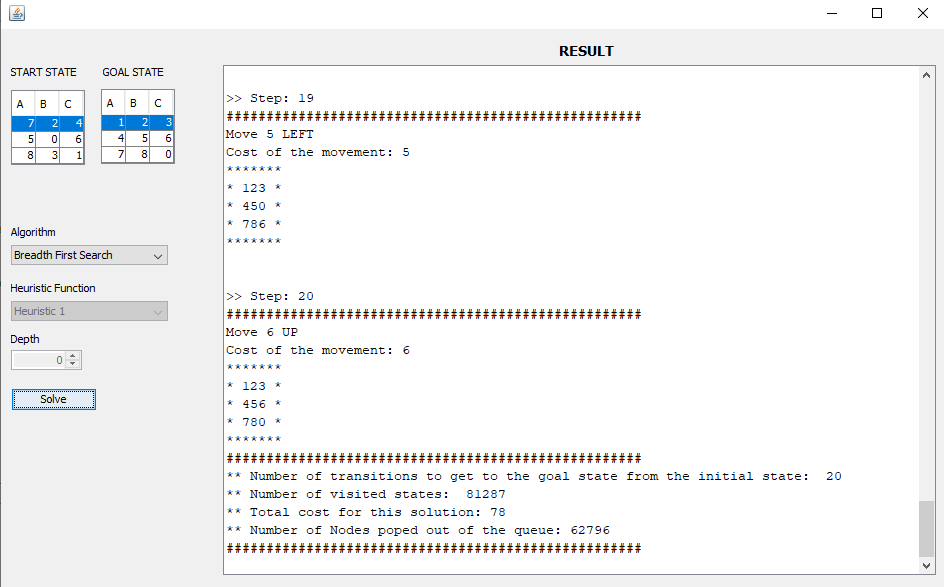 RESULT
START STATE
GOAL STATE
A B C
7 2 4
5 0 6
8 3 1
A B C
1 2 3
4 5 6
7 8 0
Algorithm
Breadth First Search
Heuristic Function
Heuristic 1
Depth
0
Solve
>> Step: 19
####################################################
Move 5 LEFT
Cost of the movement: 5
*******
* 123 *
* 450 *
* 786 *
*******
>> Step: 20
####################################################
Move 6 UP
Cost of the movement: 6
*******
* 123 *
* 456 *
* 780 *
*******
####################################################
** Number of transitions to get to the goal state from the initial state:  20
** Number of visited states:  81287
** Total cost for this solution: 78
** Number of Nodes poped out of the queue: 62796
####################################################